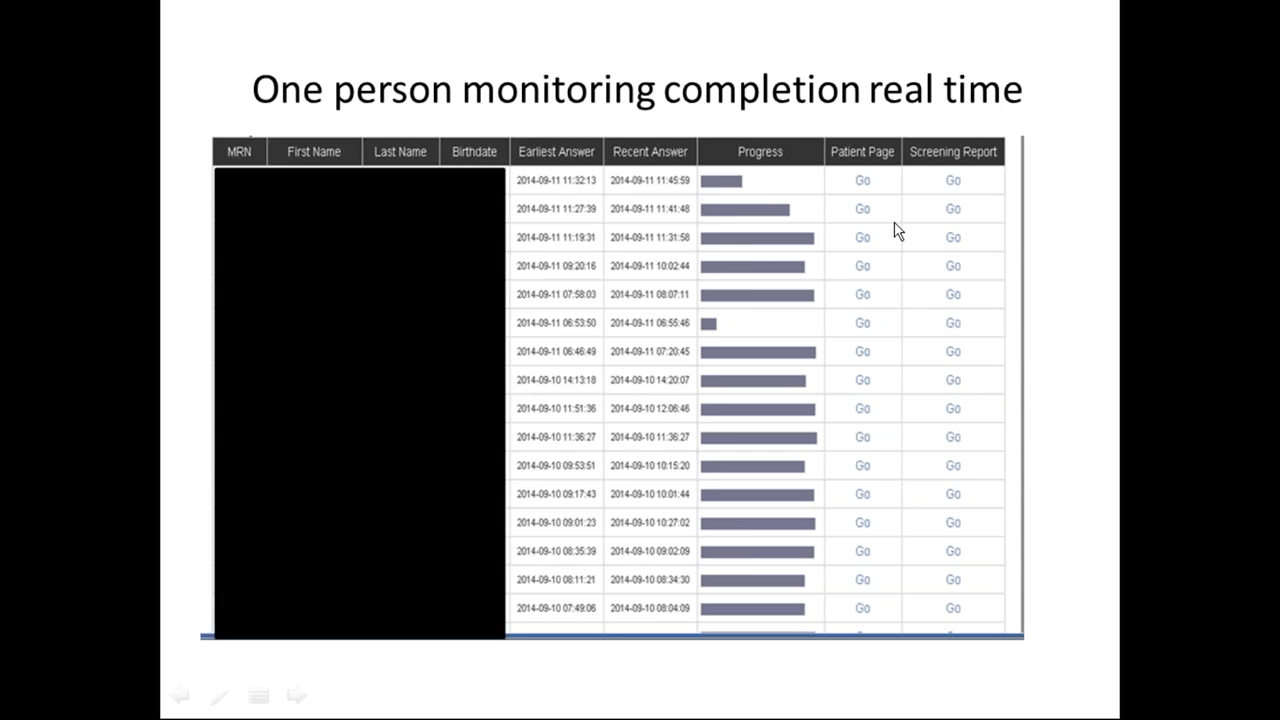 One person monitoring completion real time
MRN First Name Last Name Birthdate Earliest Answer Recent Answer Progress Patient Page Screening Report
2014-09-11 11:32:13 2014-09-11 11:45:59 Go Go
2014-09-11 11:27:39 2014-09-11 11:41:48 Go Go
2014-09-11 11:19:31 2014-09-11 11:31:58 Go Go
2014-09-11 09:20:16 2014-09-11 10:02:44 Go Go
2014-09-11 07:58:03 2014-09-11 08:07:11 Go Go
2014-09-11 06:53:50 2014-09-11 06:55:46 Go Go
2014-09-11 06:46:49 2014-09-11 07:20:45 Go Go
2014-09-10 14:13:18 2014-09-10 14:20:07 Go Go
2014-09-10 11:51:36 2014-09-10 12:06:46 Go Go
2014-09-10 11:36:27 2014-09-10 11:36:27 Go Go
2014-09-10 09:53:51 2014-09-10 10:15:20 Go Go
2014-09-10 09:17:43 2014-09-10 10:01:44 Go Go
2014-09-10 09:01:23 2014-09-10 10:27:02 Go Go
2014-09-10 08:35:39 2014-09-10 09:02:09 Go Go
2014-09-10 08:11:21 2014-09-10 08:34:30 Go Go
2014-09-10 07:49:06 2014-09-10 08:04:09 Go Go